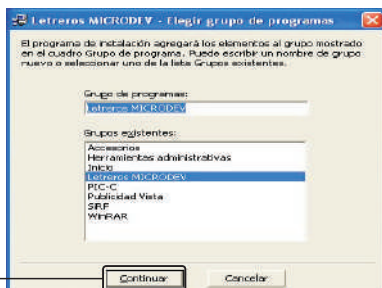 Letreros MICRODEV - Elegir grupo de programas
El programa de instalación agregará los elementos al grupo mostrado
en el cuadro Grupo de programa. Puede escribir un nombre de grupo
nuevo o seleccionar uno de la lista Grupos existentes.
Grupo de programas:
Letreros MICRODEV
Grupos existentes:
Accesorios
Herramientas administrativas
Inicio
Letreros MICRODEV
PIC-C
Publicidad Vista
SRF
WinRAR
Continuar
Cancelar